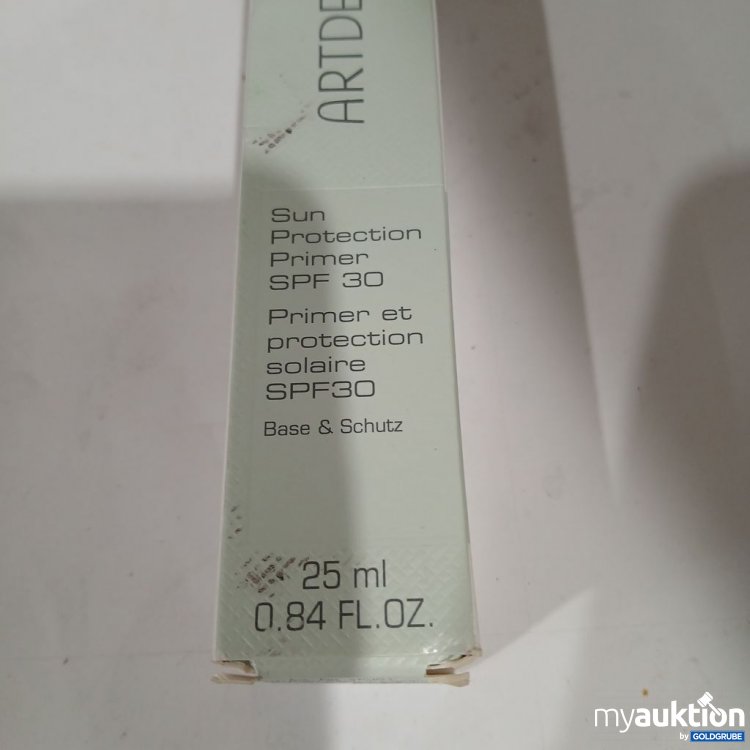 Sun
Protection
Primer
SPF 30
Primer et
protection
solaire
SPF30
Base & Schutz
25 ml
0.84 FL.OZ.
myauktion
by GOLDGRUBE